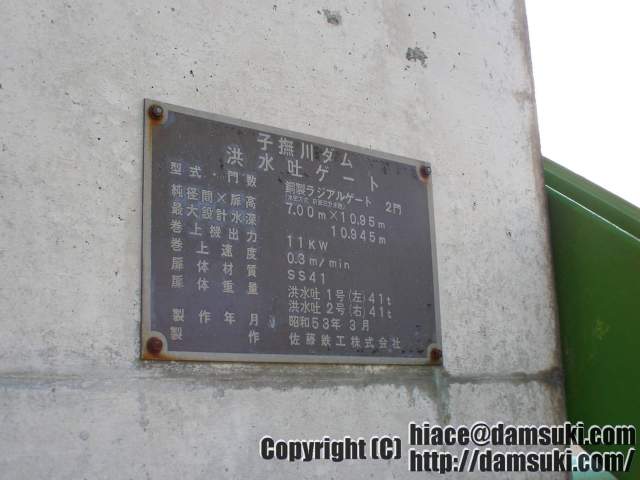 子撫川ダム
洪水吐ゲート
型式・門数 鋼製ラジアルゲート 2門
純径間×扉高 7.00m×10.95m
最大設計水深 10.945m
巻上機出力 11KW
巻上速度 0.3m/min
扉体材質 SS41
扉体重量 洪水吐1号(左)41t
洪水吐2号(右)41t
製作年月 昭和53年3月
製作 佐藤鉄工株式会社
Copyright (C) hiace@damsuki.com
http://damsuki.com/